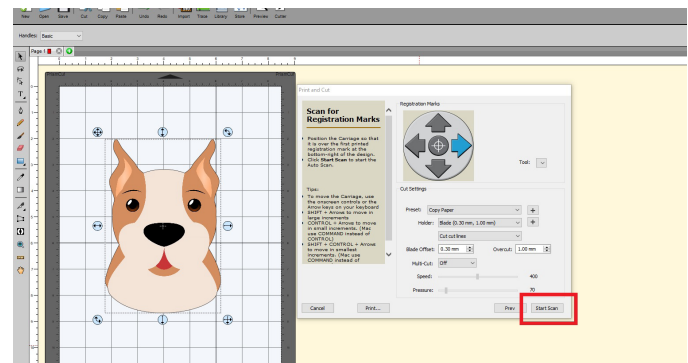 New Open Save Cut Copy Paste Undo Redo Import Trace Library Store Preview Cutter
Handles: Basic
Page 1
Print and Cut
Scan for
Registration Marks
Position the Carriage so that
it is over the first printed
registration mark at the
bottom-right of the design.
Click Start Scan to start the
Auto Scan.
Tips:
To move the Carriage, use
the onscreen controls or the
Arrow keys on your keyboard
SHIFT + Arrows to move in
large increments
CONTROL + Arrows to move
in small increments. (Mac
use COMMAND instead of
CONTROL)
SHIFT + CONTROL + Arrows
to move in smallest
increments. (Mac use
COMMAND instead of
Registration Marks
Tool:
Cut Settings
Preset: Copy Paper
Holder: Blade (0.30 mm, 1.00 mm)
Cut cut lines
Blade Offset: 0.30 mm Overcut: 1.00 mm
Multi-Cut: Off
Speed: 400
Pressure: 70
Cancel Print... Prev Start Scan